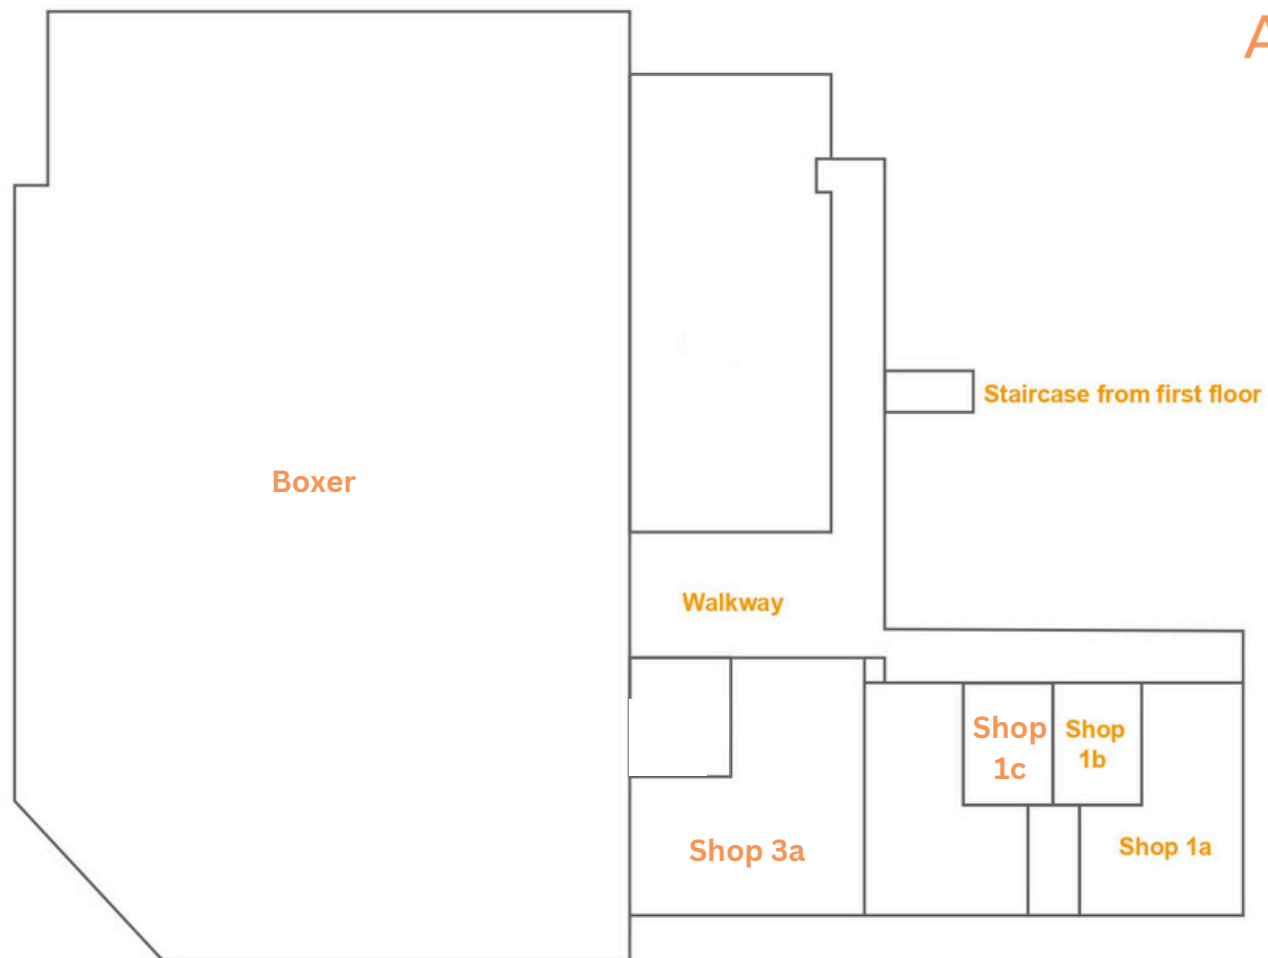 A
Staircase from first floor
Boxer
Walkway
Shop
1c
Shop
1b
Shop 3a
Shop 1a